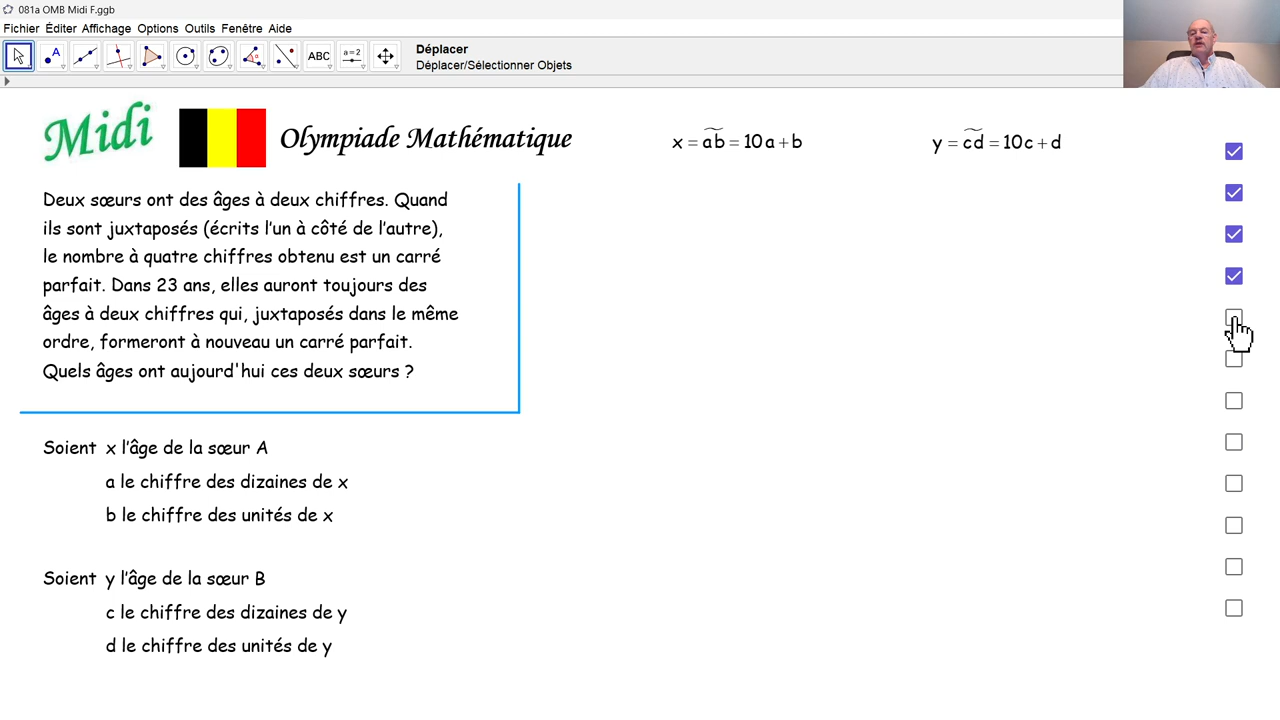 081a OMB Midi F.ggb
Fichier Éditer Affichage Options Outils Fenêtre Aide
ABC
a=2
Déplacer
Déplacer/Sélectionner Objets
Midi
Olympiade Mathématique
x = ab = 10a + b
y = cd = 10c + d
Deux sœurs ont des âges à deux chiffres. Quand
ils sont juxtaposés (écrits l'un à côté de l'autre),
le nombre à quatre chiffres obtenu est un carré
parfait. Dans 23 ans, elles auront toujours des
âges à deux chiffres qui, juxtaposés dans le même
ordre, formeront à nouveau un carré parfait.
Quels âges ont aujourd'hui ces deux sœurs ?
Soient x l'âge de la sœur A
a le chiffre des dizaines de x
b le chiffre des unités de x
Soient y l'âge de la sœur B
c le chiffre des dizaines de y
d le chiffre des unités de y